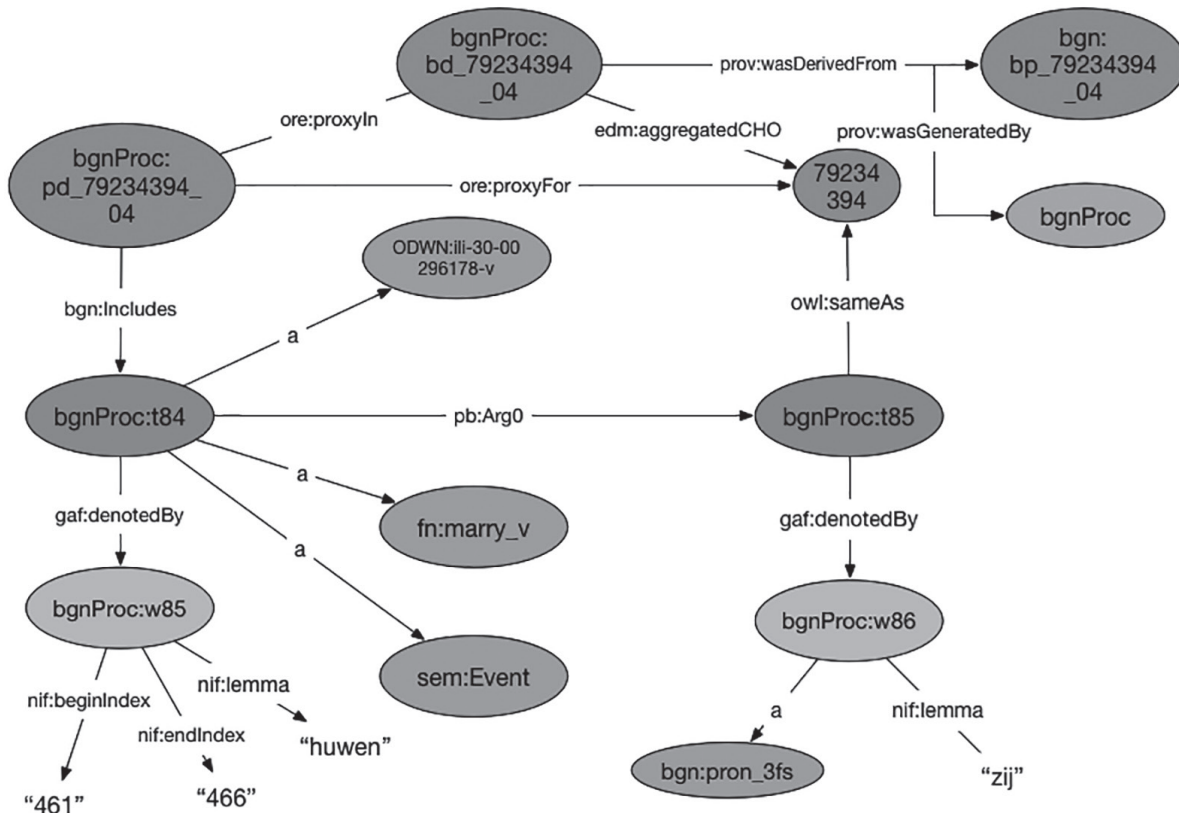 bgnProc:
bd_79234394
_04
prov:wasDerivedFrom
bgn:
bp_79234394
_04
ore:proxyIn
edm:aggregatedCHO
prov:wasGeneratedBy
bgnProc:
pd_79234394_
04
ore:proxyFor
79234
394
bgnProc
ODWN:ili-30-00
296178-v
bgn:Includes
a
owl:sameAs
bgnProc:t84
pb:Arg0
bgnProc:t85
a
gaf:denotedBy
fn:marry_v
gaf:denotedBy
a
bgnProc:w85
bgnProc:w86
sem:Event
nif:lemma
nif:beginIndex
nif:endIndex
a
nif:lemma
“huwen”
bgn:pron_3fs
“zij”
“461”
“466”